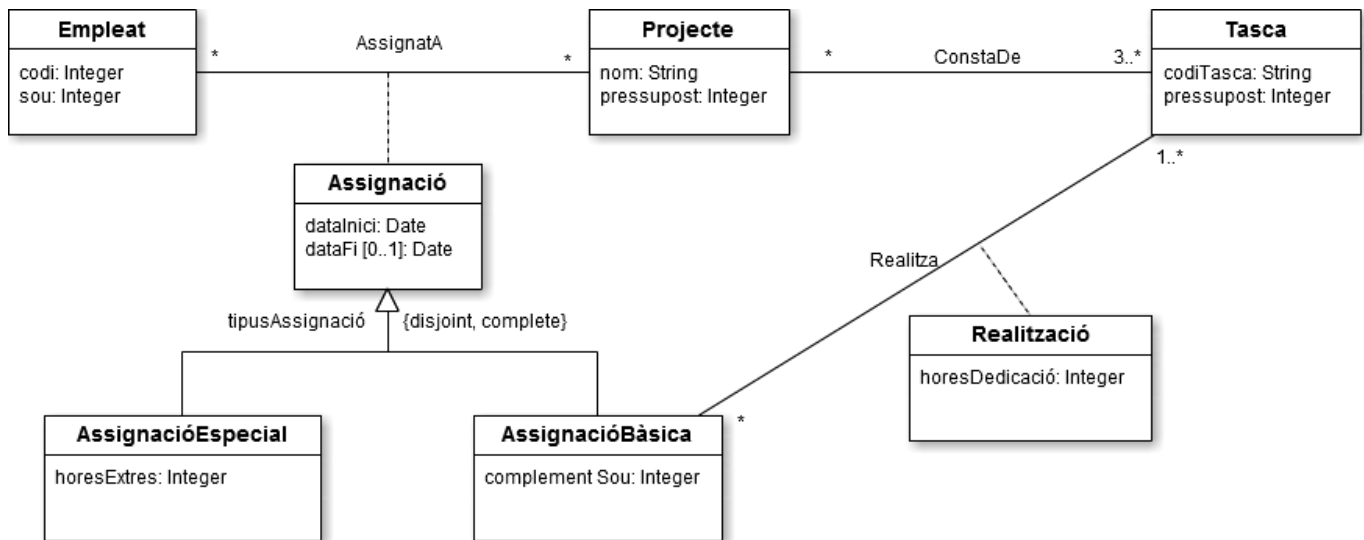 Empleat
codi: Integer
sou: Integer
*
AssignatA
*
Projecte
nom: String
pressupost: Integer
*
ConstaDe
3..*
Tasca
codiTasca: String
pressupost: Integer
1..*
Assignació
dataInici: Date
dataFi [0..1]: Date
tipusAssignació
{disjoint, complete}
Realitza
Realització
horesDedicació: Integer
AssignacióEspecial
horesExtres: Integer
AssignacióBàsica
complement Sou: Integer
*